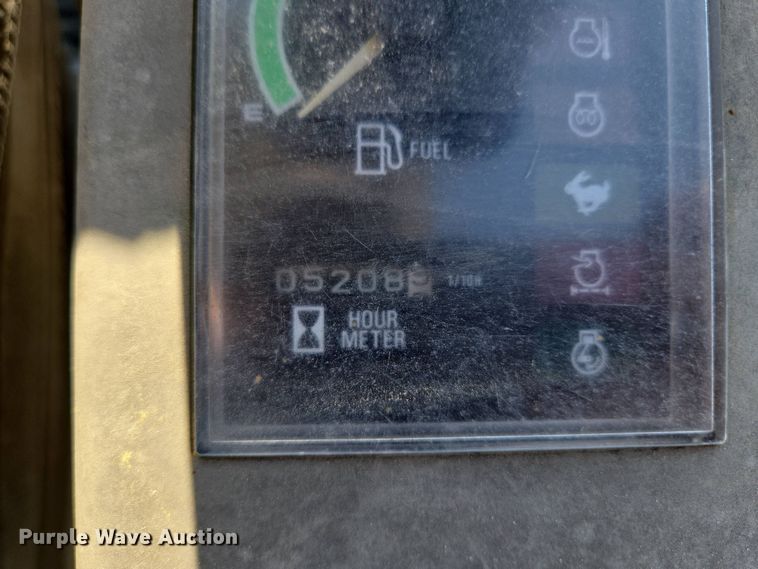 E
FUEL
05208
1/10H
HOUR
METER
Purple Wave Auction